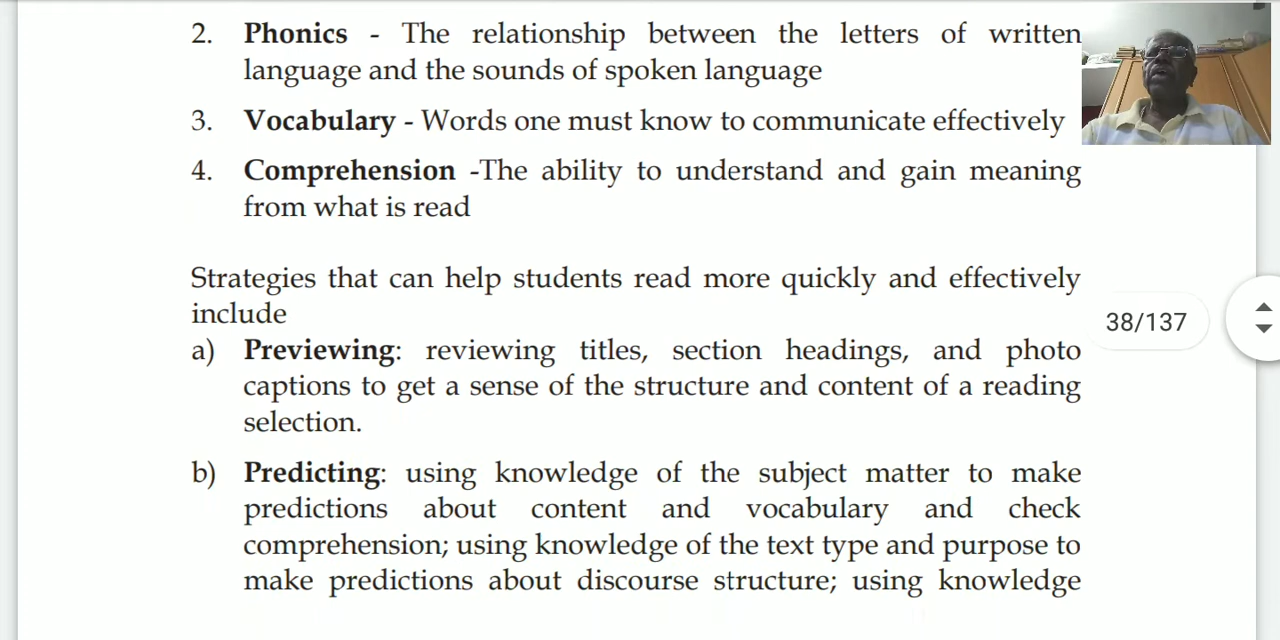 2. Phonics - The relationship between the letters of written
language and the sounds of spoken language
3. Vocabulary - Words one must know to communicate effectively
4. Comprehension -The ability to understand and gain meaning
from what is read
Strategies that can help students read more quickly and effectively
include
38/137
a) Previewing: reviewing titles, section headings, and photo
captions to get a sense of the structure and content of a reading
selection.
b) Predicting: using knowledge of the subject matter to make
predictions about content and vocabulary and check
comprehension; using knowledge of the text type and purpose to
make predictions about discourse structure; using knowledge